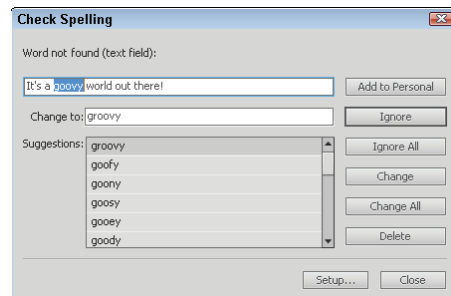 Check Spelling
Word not found (text field):
It's a goovy world out there!
Add to Personal
Change to: groovy
Ignore
Suggestions:
groovy
goofy
goony
goosy
gooey
goody
Ignore All
Change
Change All
Delete
Setup...
Close